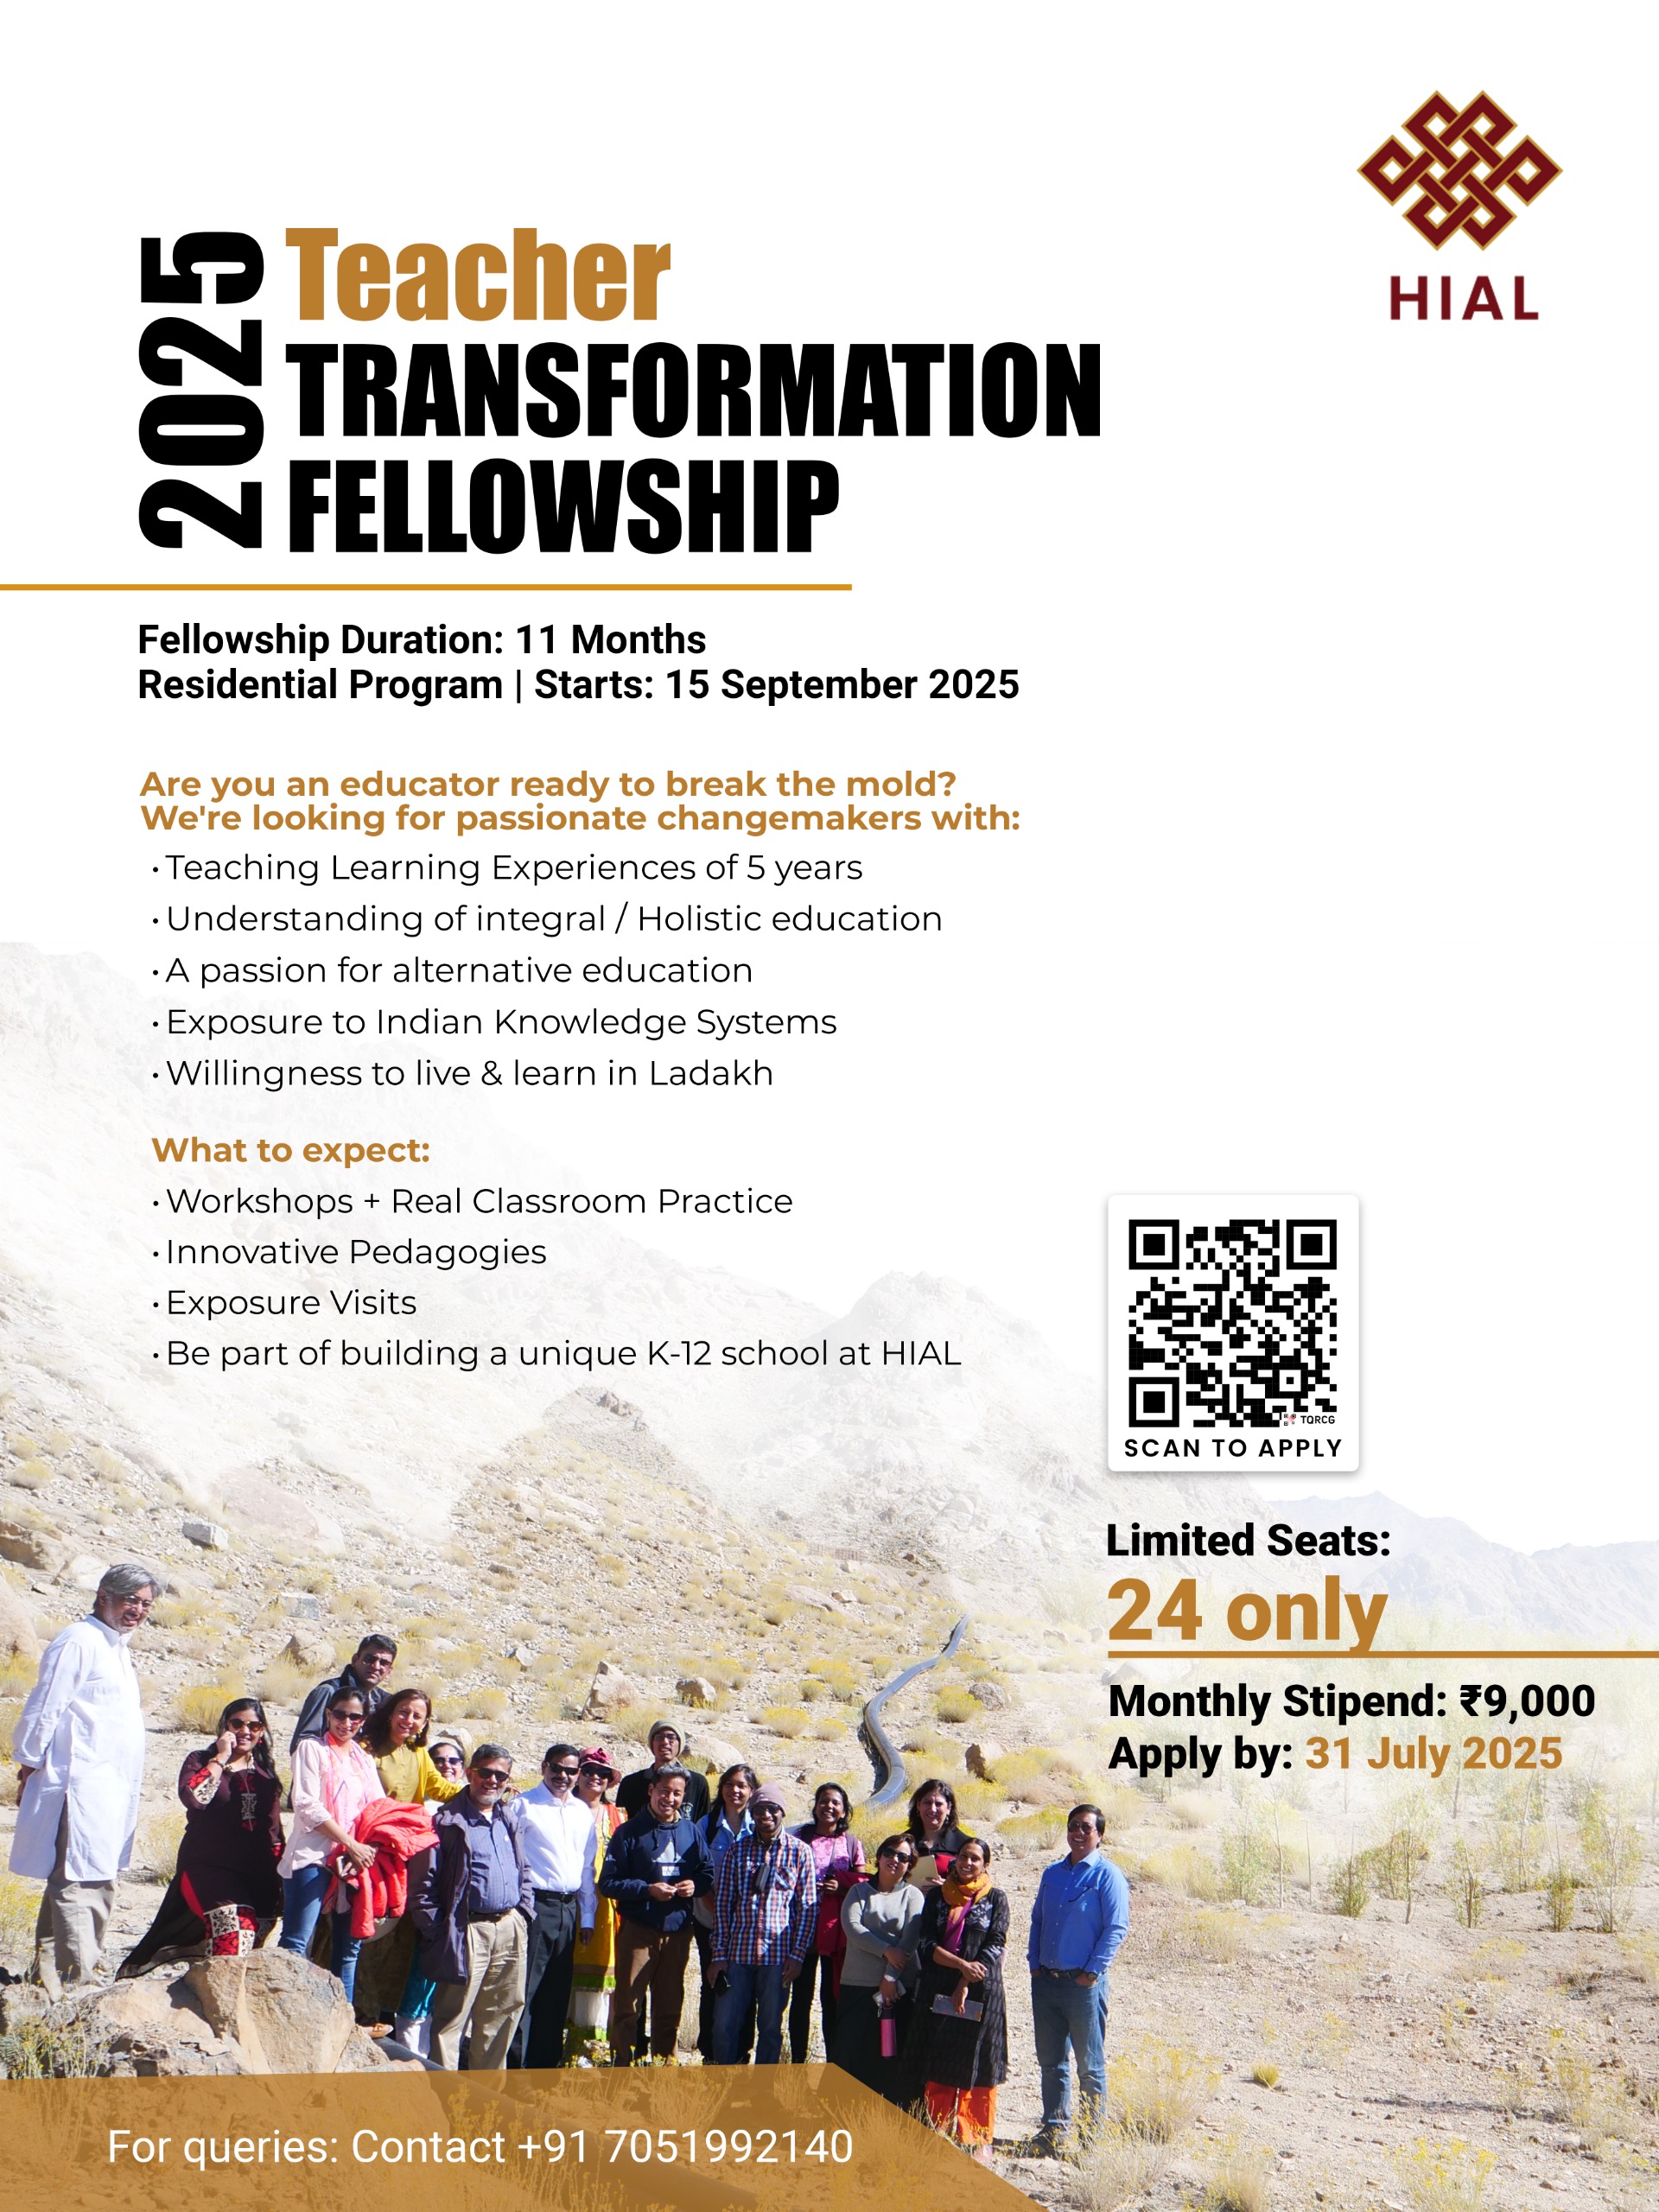 HIAL
2025
Teacher
TRANSFORMATION
FELLOWSHIP
Fellowship Duration: 11 Months
Residential Program | Starts: 15 September 2025
Are you an educator ready to break the mold?
We're looking for passionate changemakers with:
• Teaching Learning Experiences of 5 years
• Understanding of integral / Holistic education
• A passion for alternative education
• Exposure to Indian Knowledge Systems
• Willingness to live & learn in Ladakh
What to expect:
• Workshops + Real Classroom Practice
• Innovative Pedagogies
• Exposure Visits
• Be part of building a unique K-12 school at HIAL
TQRCG
SCAN TO APPLY
Limited Seats:
24 only
Monthly Stipend: ₹9,000
Apply by: 31 July 2025
For queries: Contact +91 7051992140